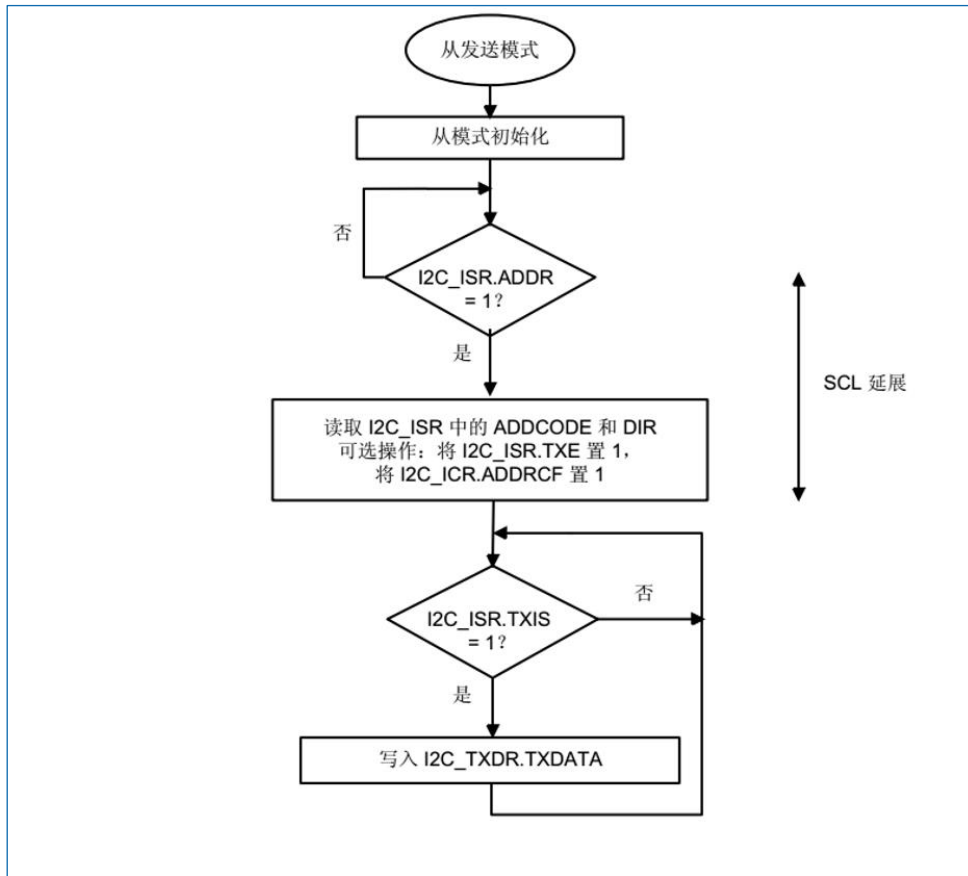 从发送模式
从模式初始化
否
I2C_ISR.ADDR
= 1?
是
SCL 延展
读取 I2C_ISR 中的 ADDCODE 和 DIR
可选操作：将 I2C_ISR.TXE 置 1，
将 I2C_ICR.ADDRCF 置 1
否
I2C_ISR.TXIS
= 1?
是
写入 I2C_TXDR.TXDATA